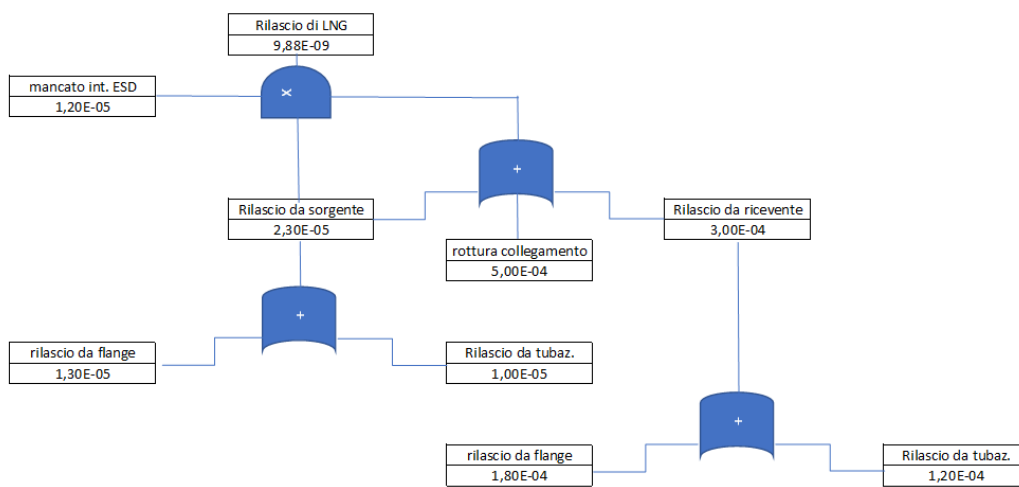 Rilascio di LNG
9,88E-09
mancato int. ESD
1,20E-05
x
+
Rilascio da sorgente
2,30E-05
Rilascio da ricevente
3,00E-04
rottura collegamento
5,00E-04
+
rilascio da flange
1,30E-05
Rilascio da tubaz.
1,00E-05
+
rilascio da flange
1,80E-04
Rilascio da tubaz.
1,20E-04